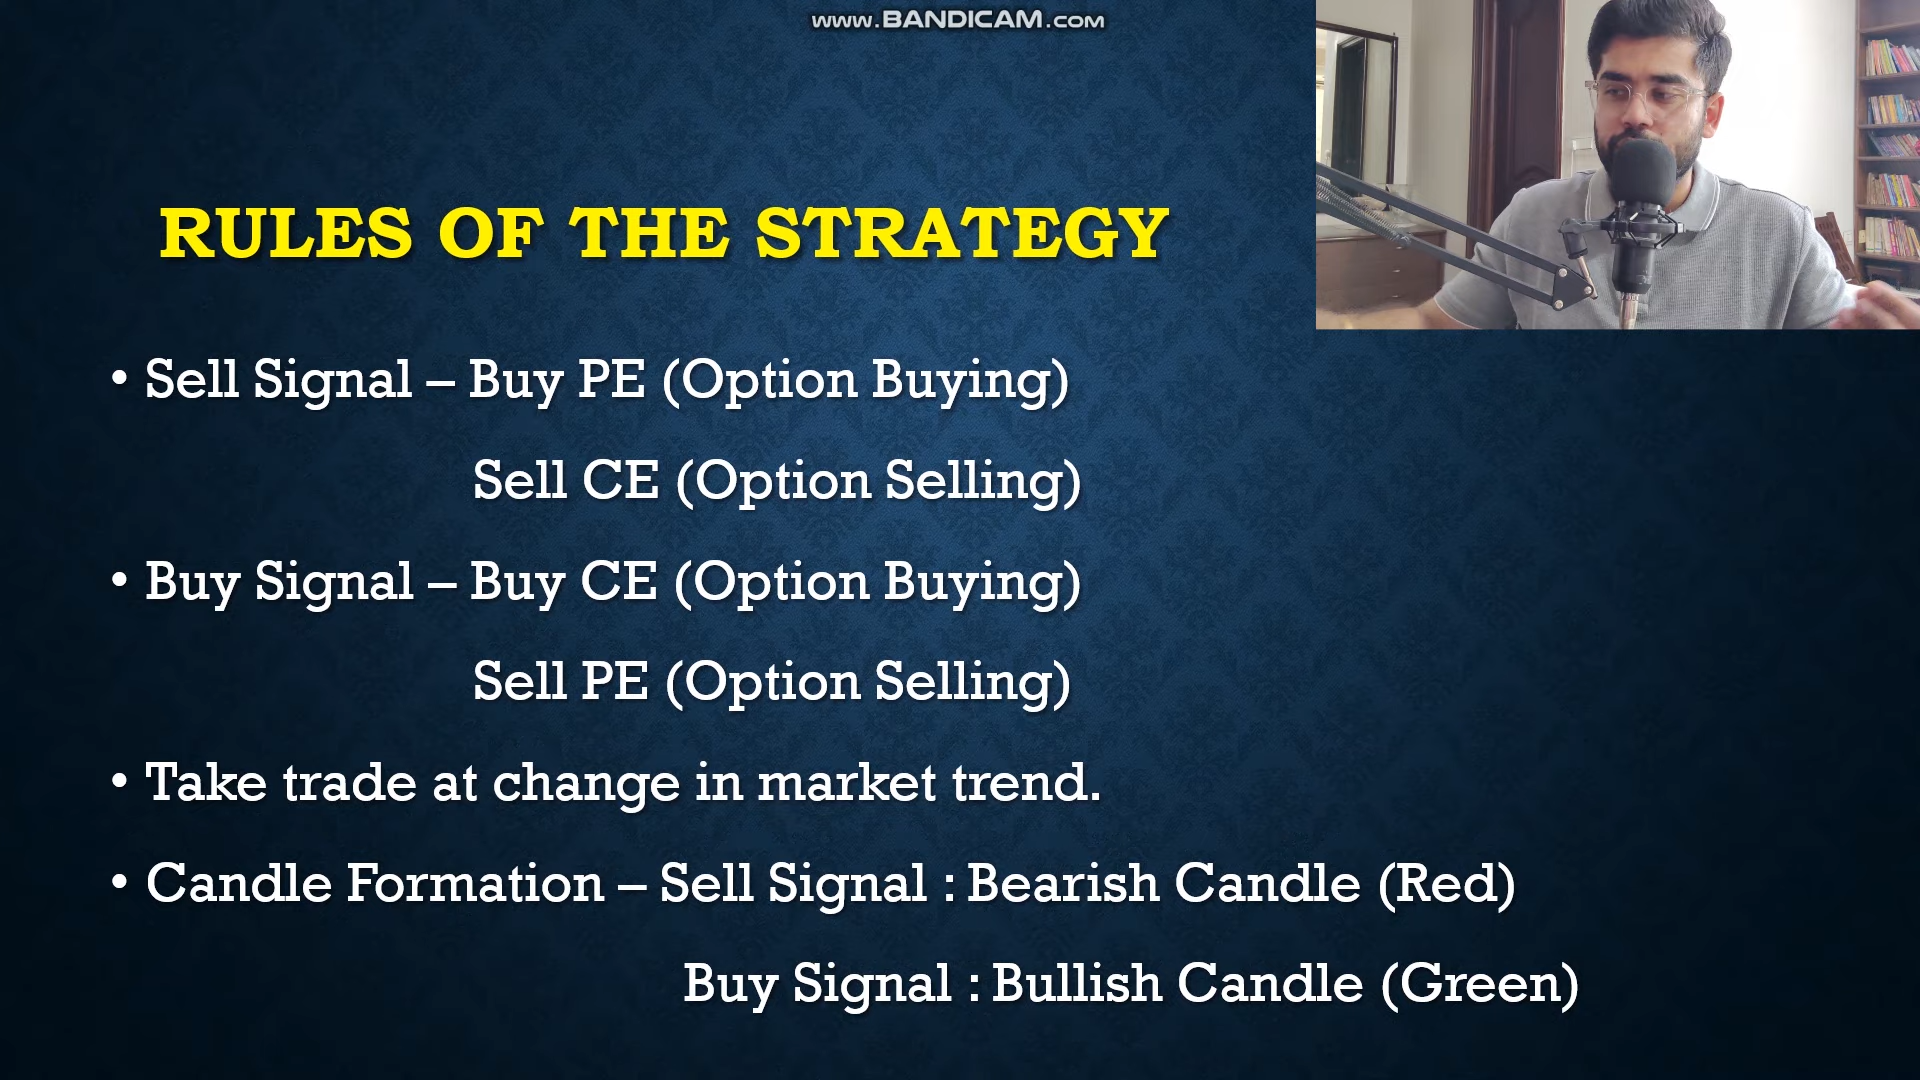 www.BANDICAM.com
RULES OF THE STRATEGY
• Sell Signal – Buy PE (Option Buying)
Sell CE (Option Selling)
• Buy Signal – Buy CE (Option Buying)
Sell PE (Option Selling)
• Take trade at change in market trend.
• Candle Formation – Sell Signal : Bearish Candle (Red)
Buy Signal : Bullish Candle (Green)